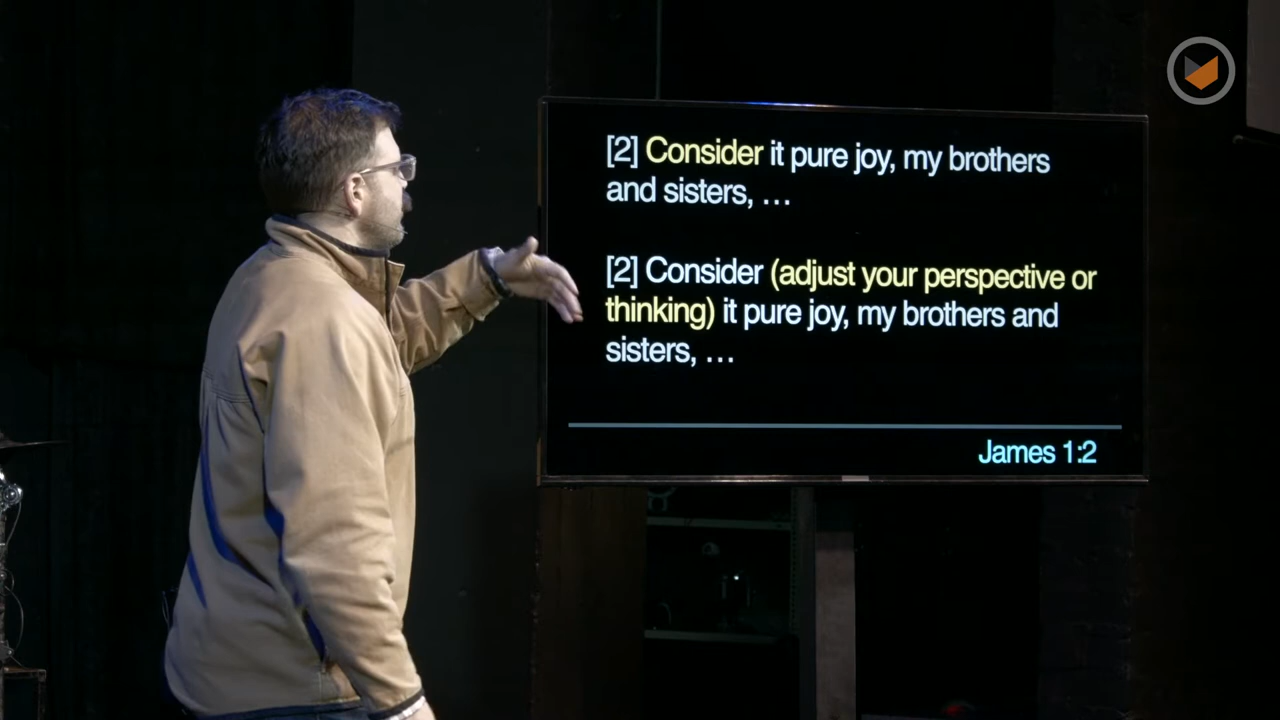 [2] Consider it pure joy, my brothers
and sisters, …
[2] Consider (adjust your perspective or
thinking) it pure joy, my brothers and
sisters, …
James 1:2